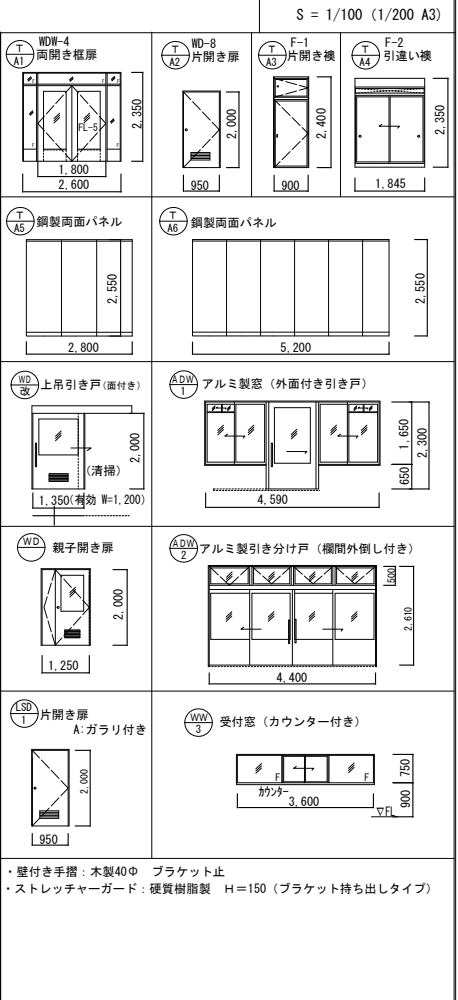 S = 1/100 (1/200 A3)
T
A1
WDW-4
両開き框扉
F
F
F
F
FL-5
2,350
1,800
2,600
T
A2
WD-8
片開き扉
2,000
950
T
A3
F-1
片開き襖
2,400
900
T
A4
F-2
引違い襖
2,350
1,845
T
A5
鋼製両面パネル
2,550
2,800
T
A6
鋼製両面パネル
2,550
5,200
WD
改
上吊引き戸(面付き)
2,000
(清掃)
1,350(有効 W=1,200)
ADW
1
アルミ製窓（外面付き引き戸）
1,650
650
2,300
4,590
WD
親子開き扉
2,000
1,250
ADW
2
アルミ製引き分け戸（欄間外倒し付き）
500
2,610
4,400
LSD
1
片開き扉
A:ガラリ付き
2,000
950
WW
3
受付窓（カウンター付き）
F
F
カウンター
3,600
750
900
▽FL
・壁付き手摺：木製40Φ　ブラケット止
・ストレッチャーガード：硬質樹脂製　H＝150（ブラケット持ち出しタイプ）